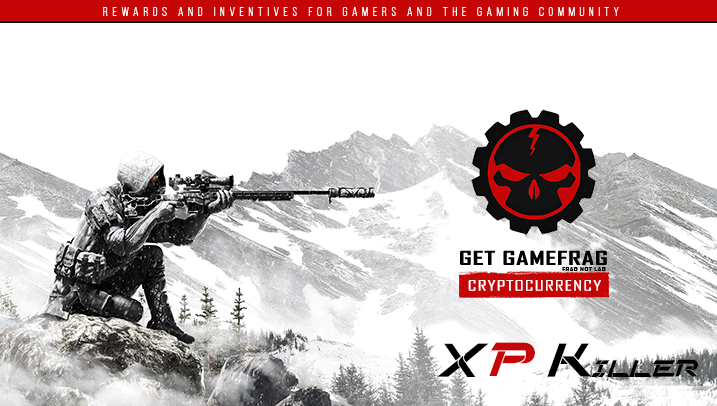 REWARDS AND INVENTIVES FOR GAMERS AND THE GAMING COMMUNITY
GET GAMEFRAG
FRAG NOT LAG
CRYPTOCURRENCY
XP KILLER